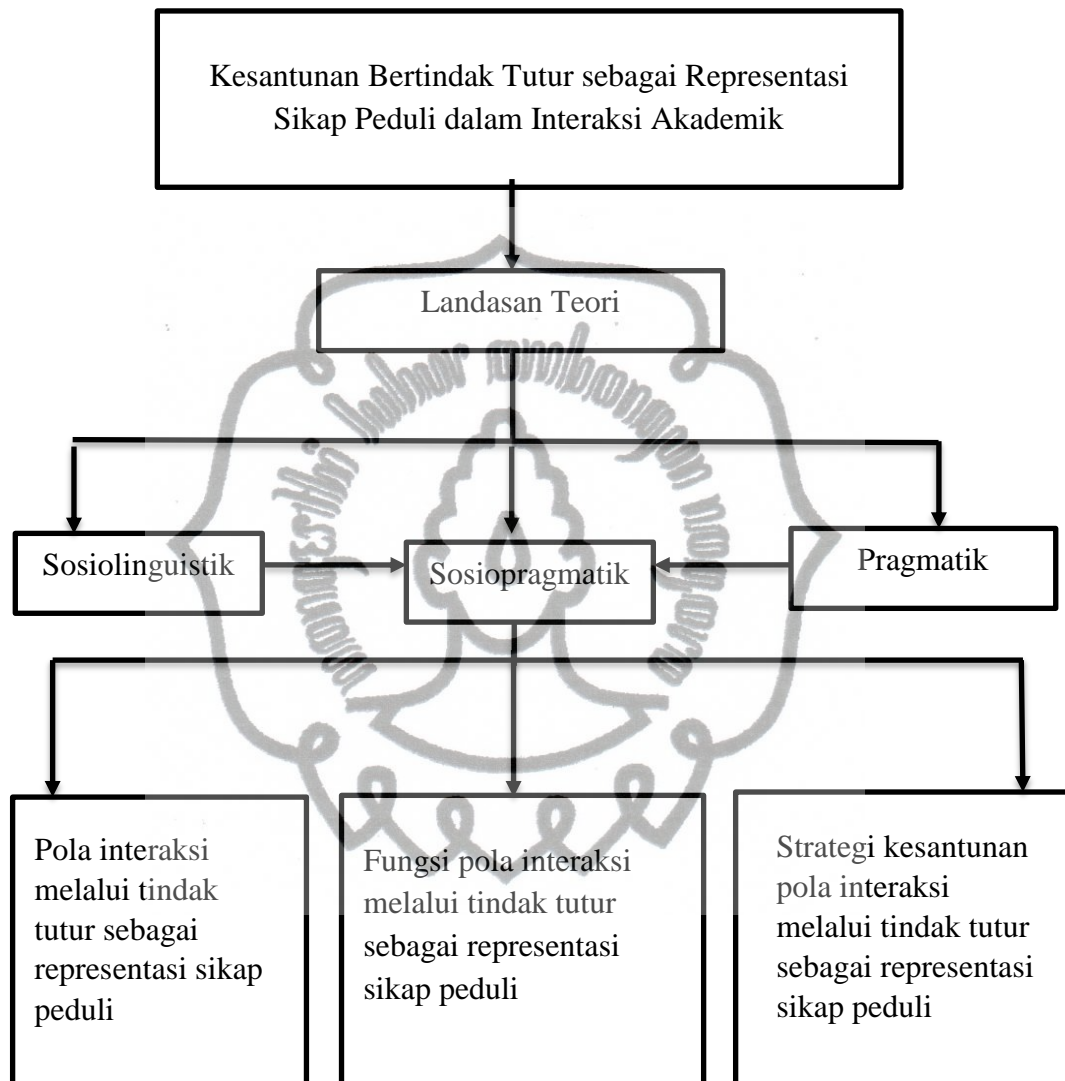 Kesantunan Bertindak Tutur sebagai Representasi
Sikap Peduli dalam Interaksi Akademik
Landasan Teori
Sosiolinguistik
Sosiopragmatik
Pragmatik
Pola interaksi
melalui tindak
tutur sebagai
representasi sikap
peduli
Fungsi pola interaksi
melalui tindak tutur
sebagai representasi
sikap peduli
Strategi kesantunan
pola interaksi
melalui tindak tutur
sebagai representasi
sikap peduli